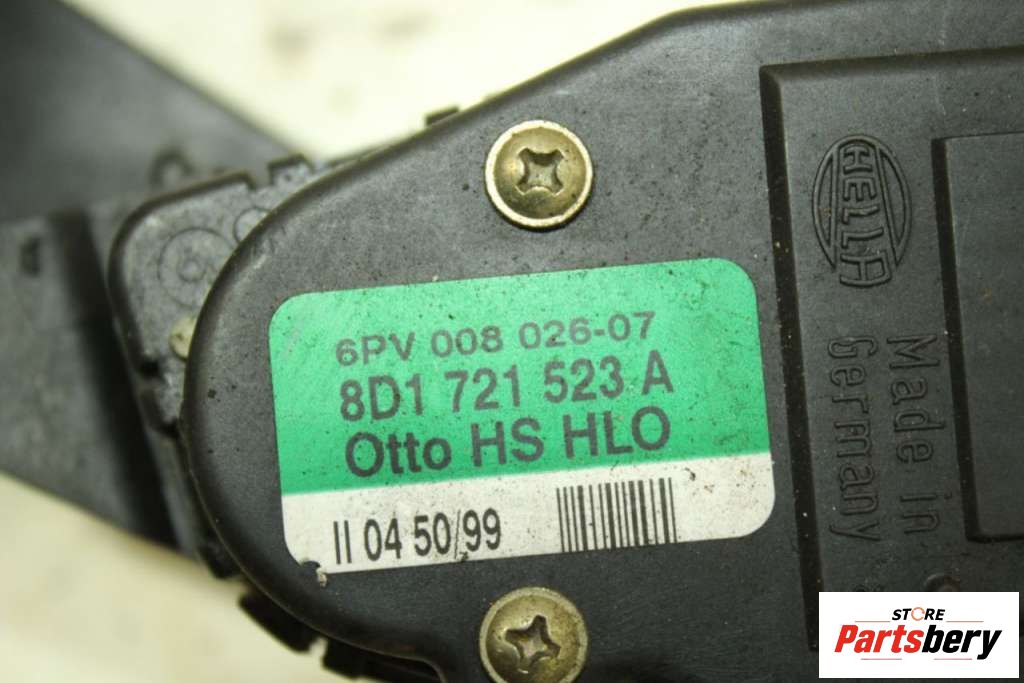 6PV 008 026-07
8D1 721 523 A
Otto HS HLO
II 04 50/99
HELLA
Made in
Germany
STORE
Partsbery